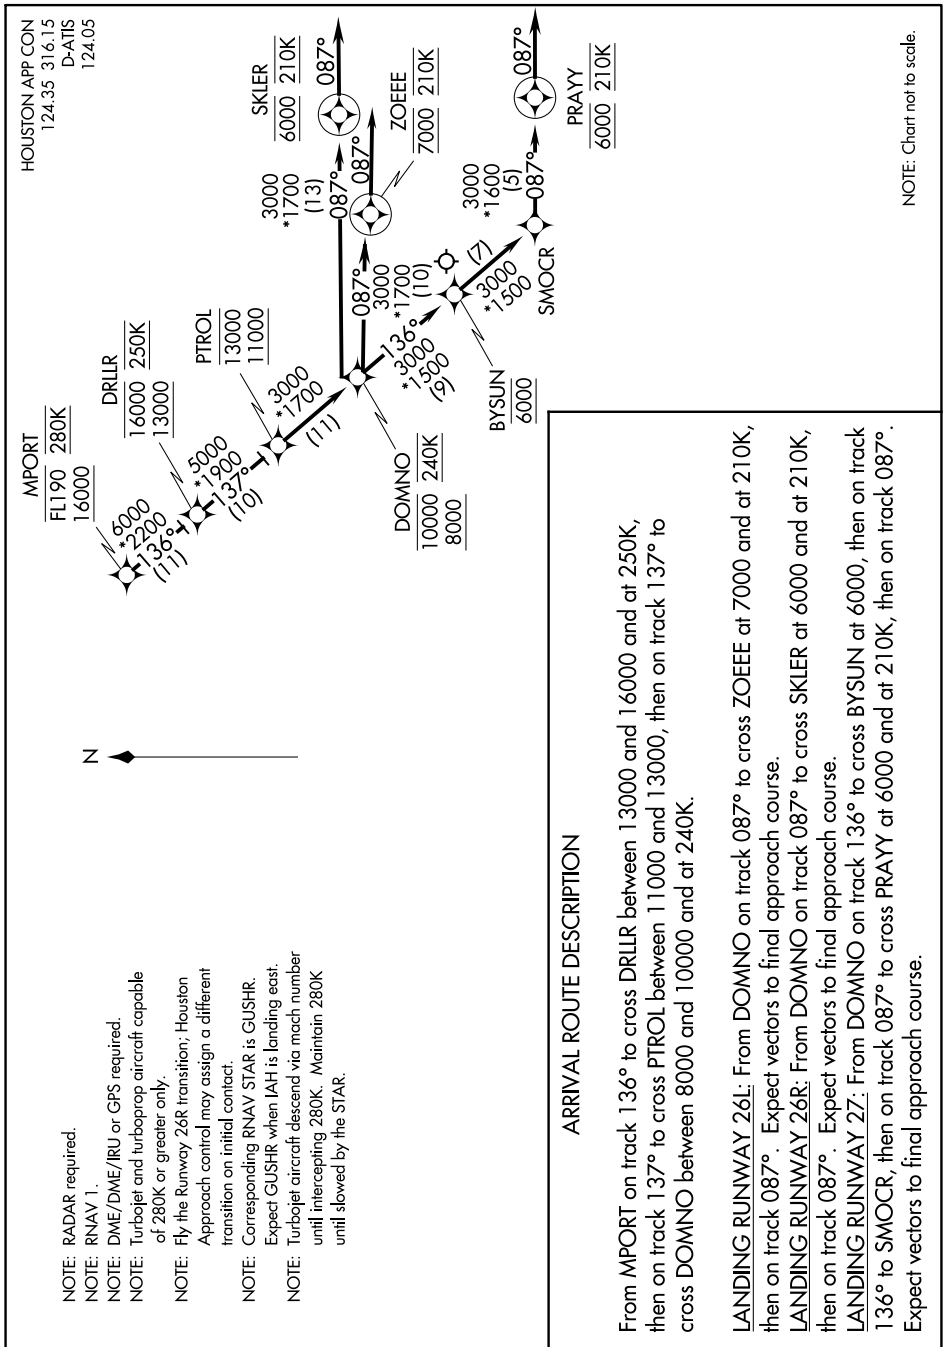 HOUSTON APP CON
124.35 316.15
D-ATIS
124.05
MPORT
FL190 280K
16000
6000
*2200
136°
(11)
DRLLR
16000 250K
13000
5000
*1900
137°
(10)
PTROL
13000
11000
3000
*1700
(11)
DOMNO
10000 240K
8000
SKLER
6000 210K
087°
3000
*1700
(13)
087°
ZOEEE
7000 210K
087°
087°
3000
*1700
(10)
136°
3000
*1500
(9)
BYSUN
6000
(7)
3000
*1500
SMOCR
3000
*1600
(5)
087°
PRAYY
6000 210K
087°
N
NOTE: Chart not to scale.
NOTE: RADAR required.
NOTE: RNAV 1.
NOTE: DME/DME/IRU or GPS required.
NOTE: Turbojet and turboprop aircraft capable
of 280K or greater only.
NOTE: Fly the Runway 26R transition; Houston
Approach control may assign a different
transition on initial contact.
NOTE: Corresponding RNAV STAR is GUSHR.
Expect GUSHR when IAH is landing east.
NOTE: Turbojet aircraft descend via mach number
until intercepting 280K. Maintain 280K
until slowed by the STAR.
ARRIVAL ROUTE DESCRIPTION
From MPORT on track 136° to cross DRLLR between 13000 and 16000 and at 250K,
then on track 137° to cross PTROL between 11000 and 13000, then on track 137° to
cross DOMNO between 8000 and 10000 and at 240K.
LANDING RUNWAY 26L: From DOMNO on track 087° to cross ZOEEE at 7000 and at 210K,
then on track 087°. Expect vectors to final approach course.
LANDING RUNWAY 26R: From DOMNO on track 087° to cross SKLER at 6000 and at 210K,
then on track 087°. Expect vectors to final approach course.
LANDING RUNWAY 27: From DOMNO on track 136° to cross BYSUN at 6000, then on track
136° to SMOCR, then on track 087° to cross PRAYY at 6000 and at 210K, then on track 087°.
Expect vectors to final approach course.